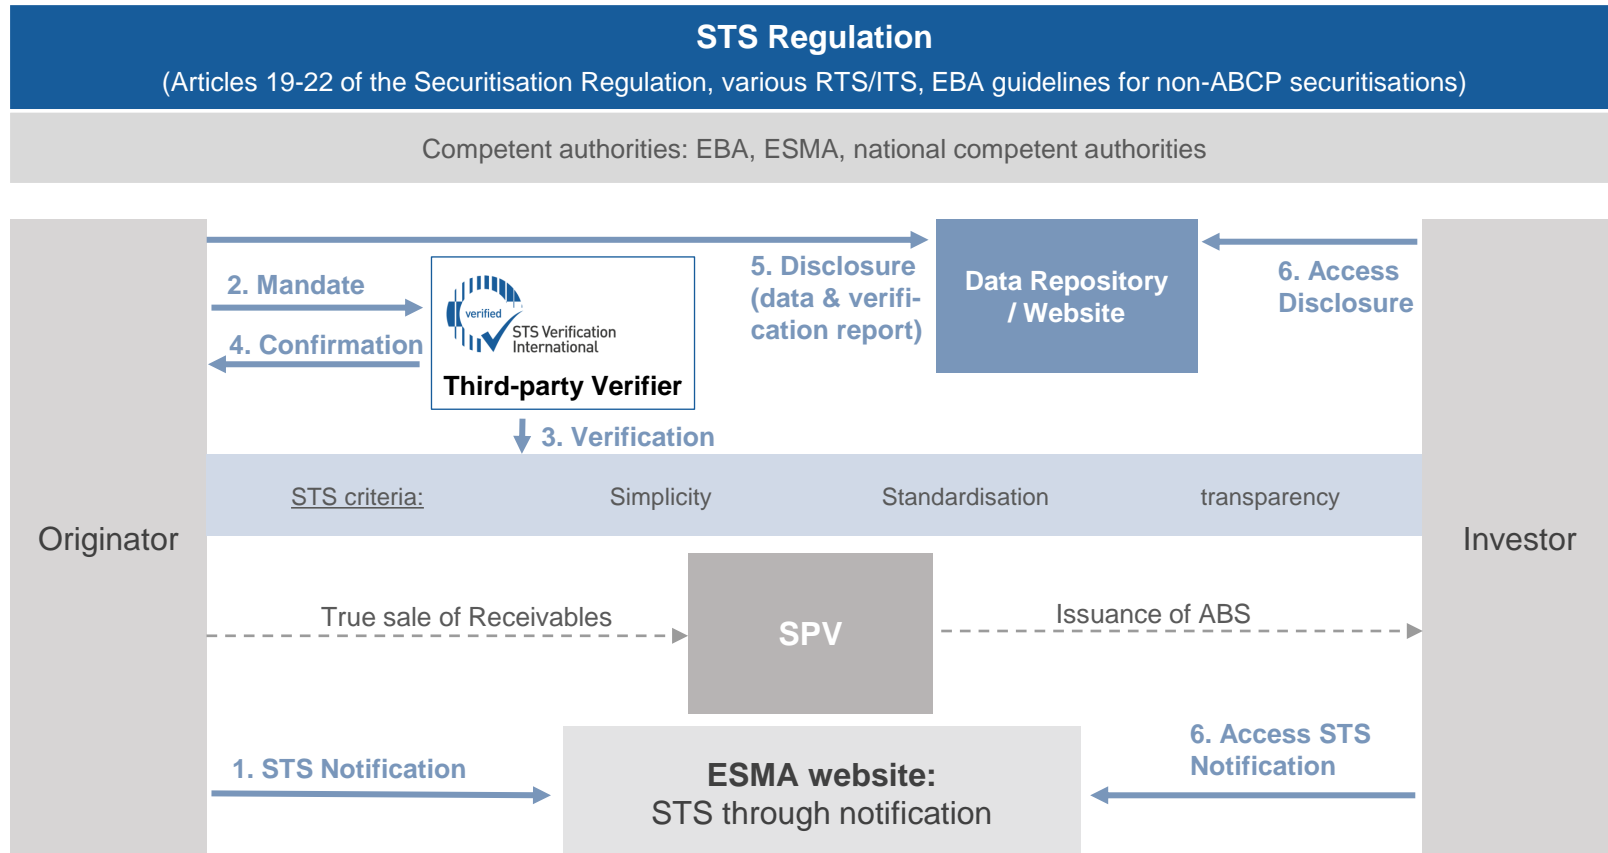 STS Regulation
(Articles 19-22 of the Securitisation Regulation, various RTS/ITS, EBA guidelines for non-ABCP securitisations)
Competent authorities: EBA, ESMA, national competent authorities
Originator
2. Mandate
4. Confirmation
verified
STS Verification
International
Third-party Verifier
3. Verification
5. Disclosure
(data & verifi-
cation report)
Data Repository
/ Website
6. Access
Disclosure
STS criteria:
Simplicity
Standardisation
transparency
Investor
True sale of Receivables
SPV
Issuance of ABS
1. STS Notification
ESMA website:
STS through notification
6. Access STS
Notification